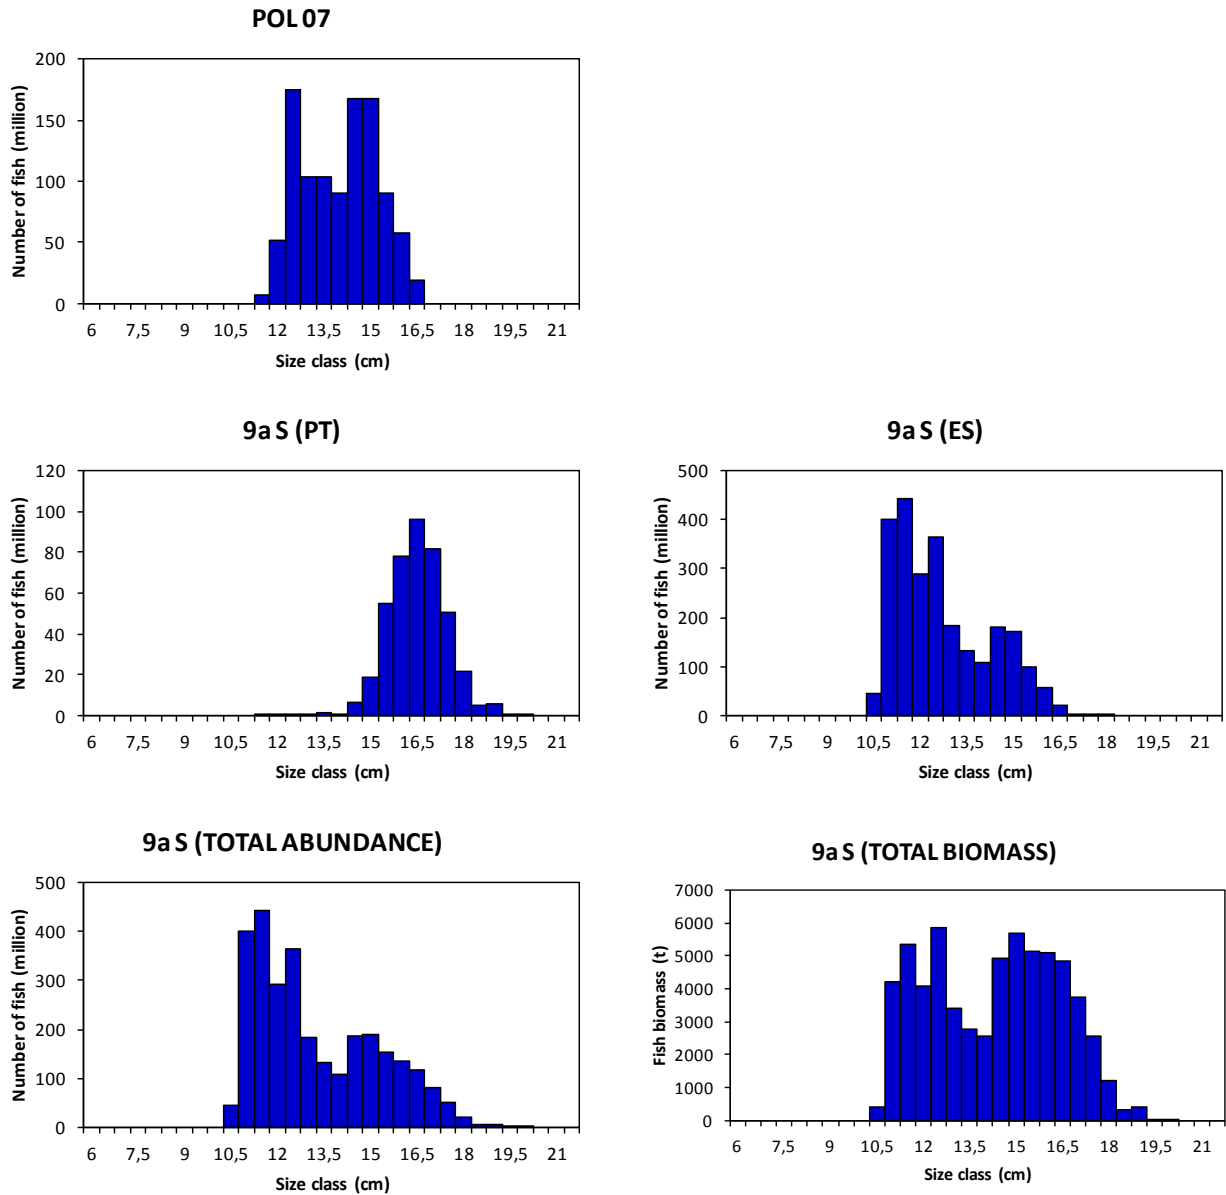 POL 07
200
150
100
50
0
Number of fish (million)
6 7,5 9 10,5 12 13,5 15 16,5 18 19,5 21
Size class (cm)
9a S (PT)
120
100
80
60
40
20
0
Number of fish (million)
6 7,5 9 10,5 12 13,5 15 16,5 18 19,5 21
Size class (cm)
9a S (ES)
500
400
300
200
100
0
Number of fish (million)
6 7,5 9 10,5 12 13,5 15 16,5 18 19,5 21
Size class (cm)
9a S (TOTAL ABUNDANCE)
500
400
300
200
100
0
Number of fish (million)
6 7,5 9 10,5 12 13,5 15 16,5 18 19,5 21
Size class (cm)
9a S (TOTAL BIOMASS)
7000
6000
5000
4000
3000
2000
1000
0
Fish biomass (t)
6 7,5 9 10,5 12 13,5 15 16,5 18 19,5 21
Size class (cm)